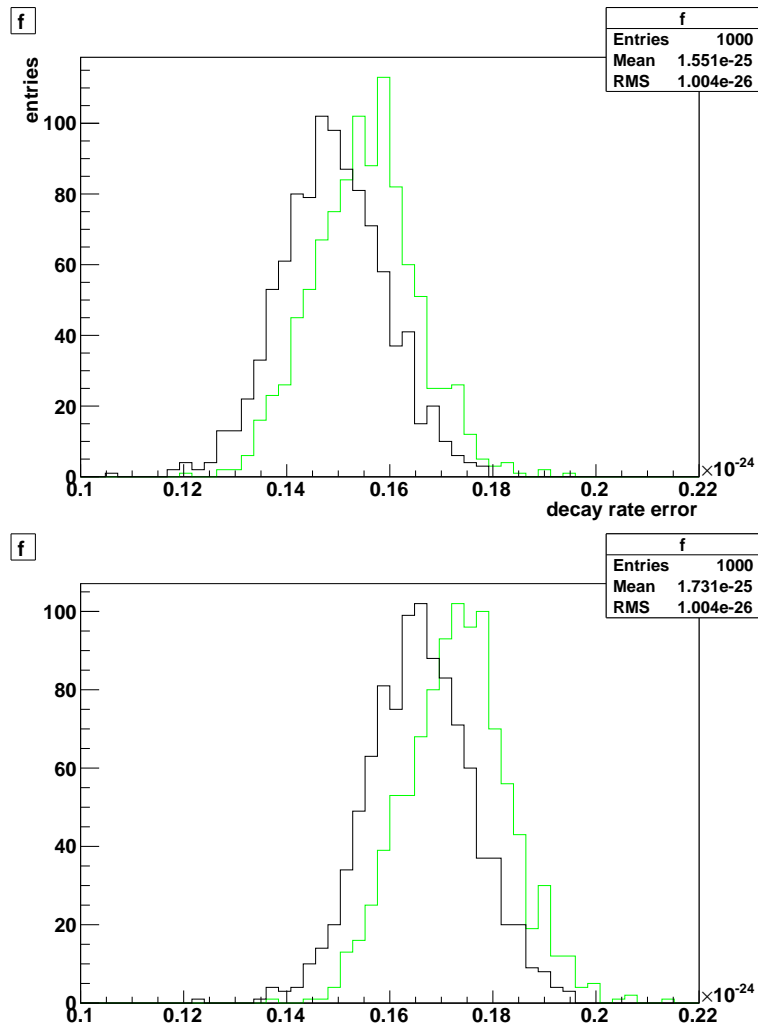 f
f
Entries 1000
Mean 1.551e-25
RMS 1.004e-26
entries
100
80
60
40
20
0
0.1 0.12 0.14 0.16 0.18 0.2 0.22
×10-24
decay rate error
f
f
Entries 1000
Mean 1.731e-25
RMS 1.004e-26
100
80
60
40
20
0
0.1 0.12 0.14 0.16 0.18 0.2 0.22
×10-24